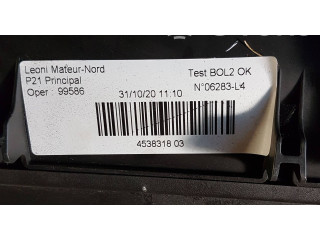 Leoni Mateur-Nord
P21 Principal Test BOL2 OK
Oper : 99586 31/10/20 11:10 N°06283-L4
4538318 03